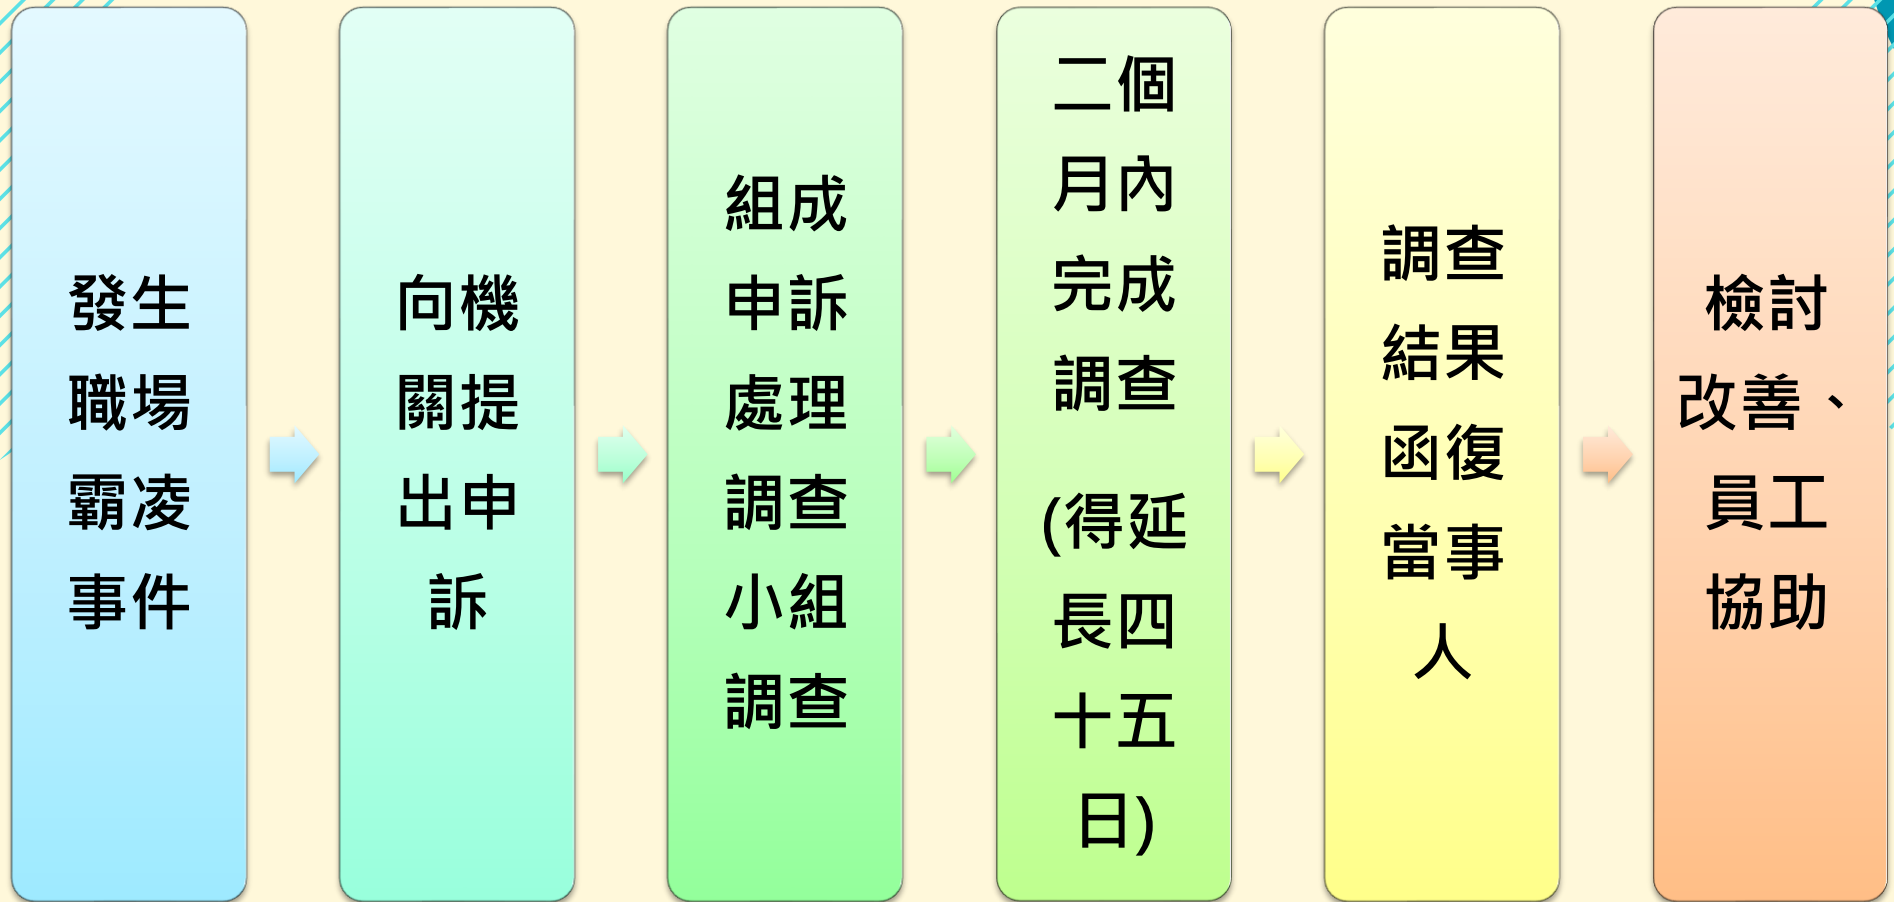 發生
職場
霸凌
事件
向機
關提
出申
訴
組成
申訴
處理
調查
小組
調查
二個
月內
完成
調查
(得延
長四
十五
日)
調查
結果
函復
當事
人
檢討
改善、
員工
協助